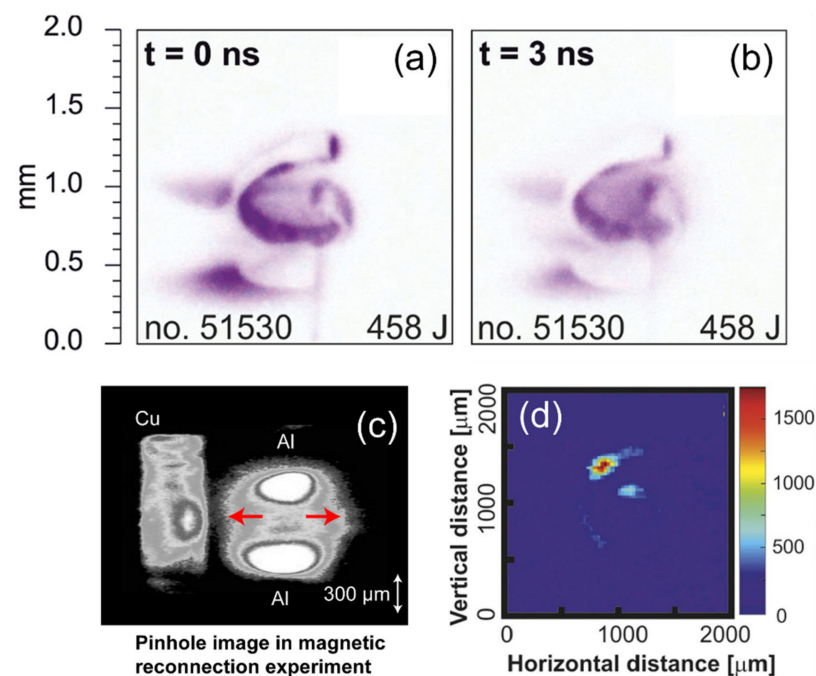 2.0
1.5
1.0
0.5
0.0
mm
t = 0 ns
(a)
no. 51530
458 J
t = 3 ns
(b)
no. 51530
458 J
Cu
(c)
Al
Al
300 µm
Pinhole image in magnetic
reconnection experiment
(d)
Vertical distance [µm]
2000
1000
0
0
1000
2000
Horizontal distance [µm]
1500
1000
500
0